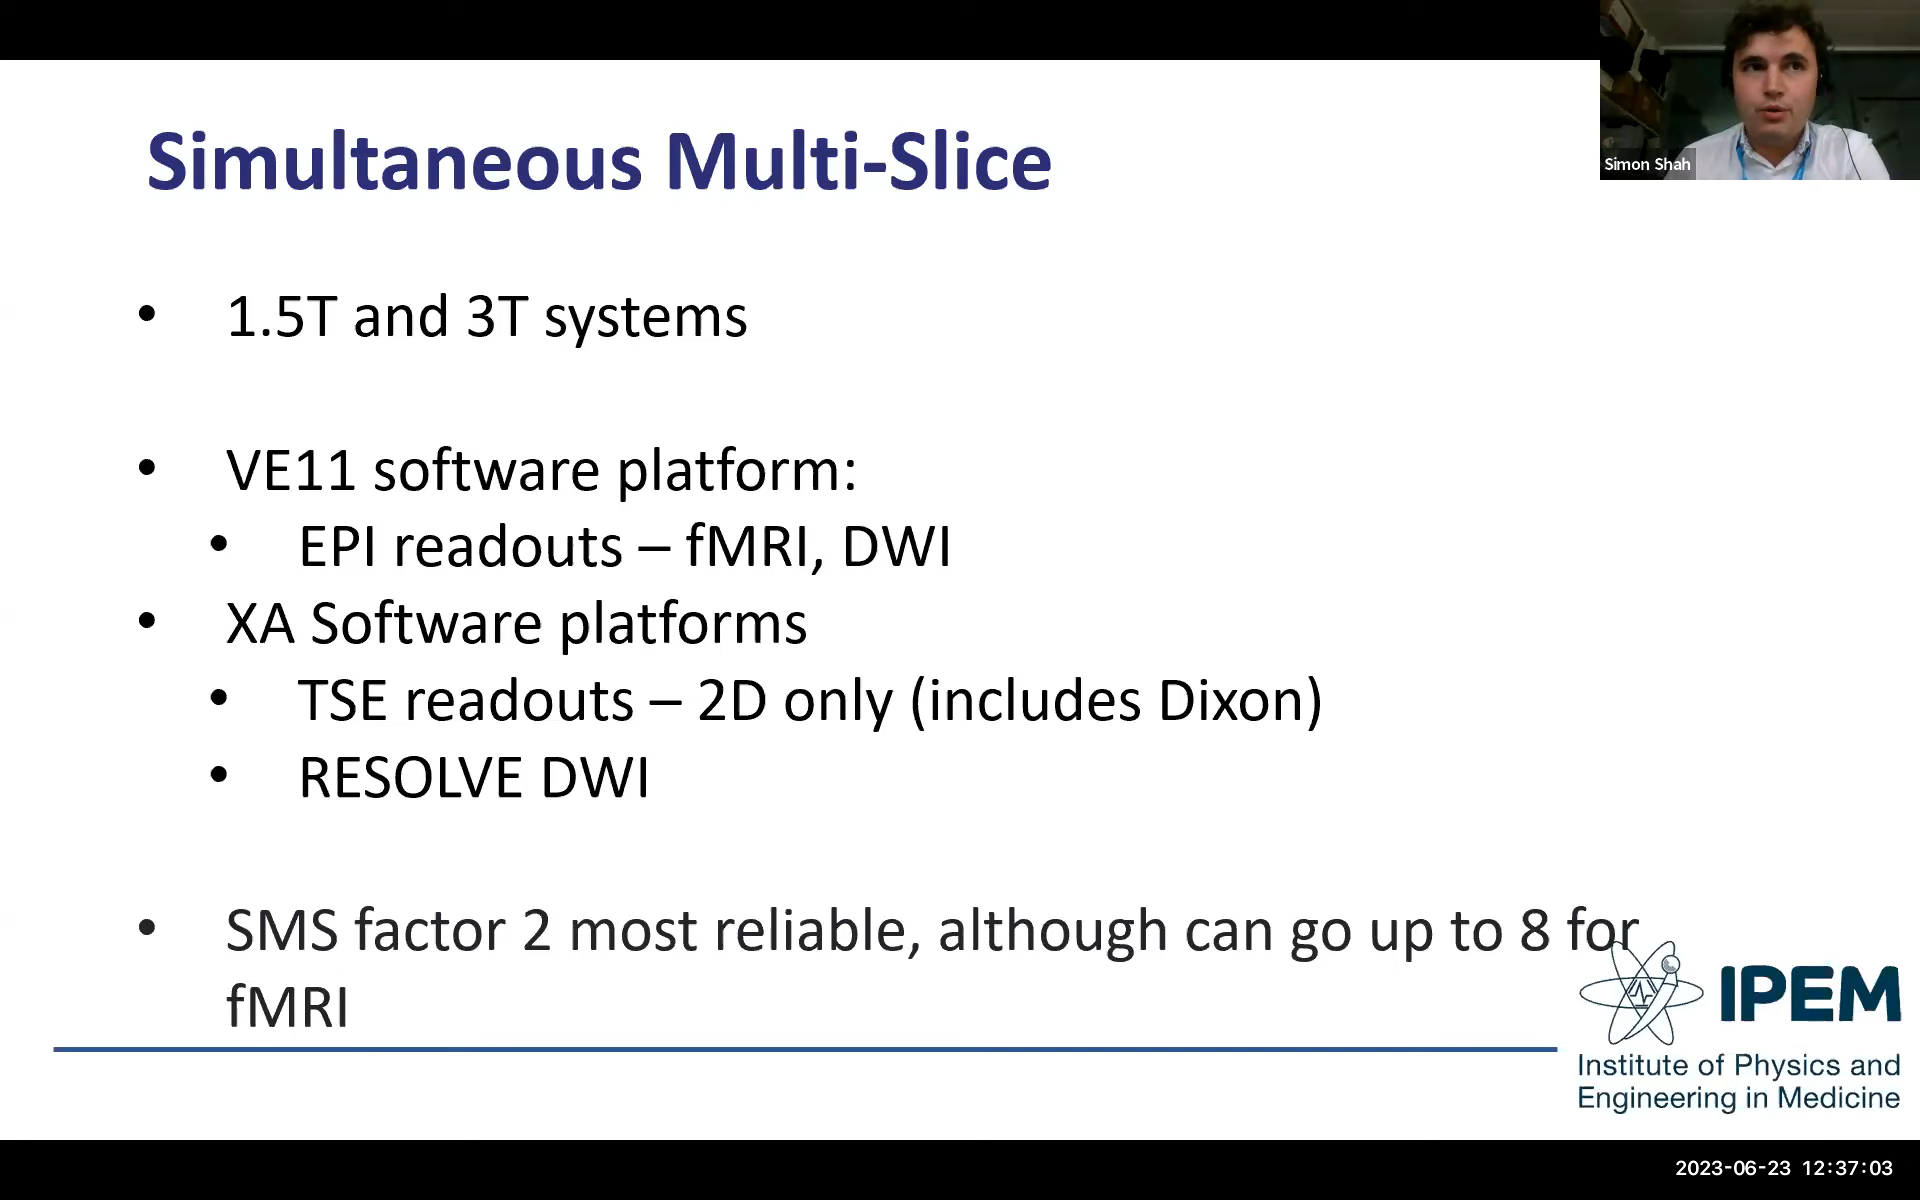 Simon Shah
Simultaneous Multi-Slice
• 1.5T and 3T systems
• VE11 software platform:
• EPI readouts – fMRI, DWI
• XA Software platforms
• TSE readouts – 2D only (includes Dixon)
• RESOLVE DWI
• SMS factor 2 most reliable, although can go up to 8 for
fMRI
IPEM
Institute of Physics and
Engineering in Medicine
2023-06-23 12:37:03